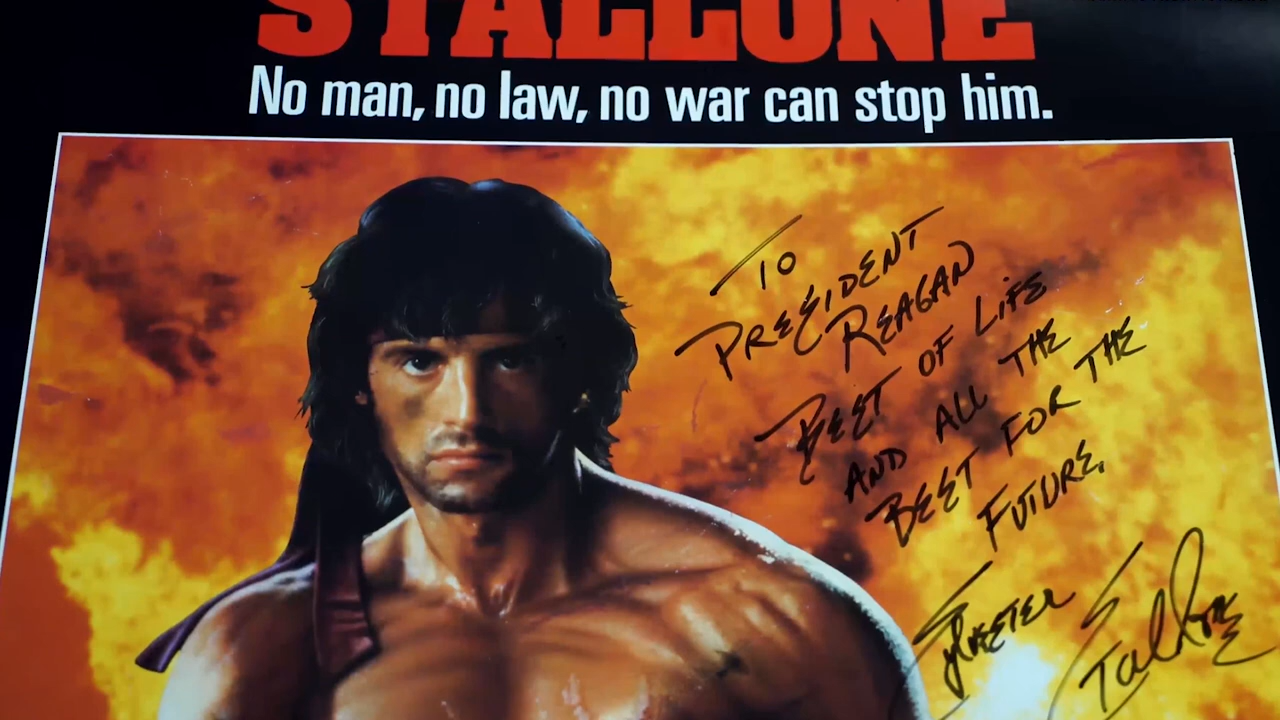 STALLONE
No man, no law, no war can stop him.
TO
PRESIDENT
REAGAN
BEST OF LIFE
AND ALL THE
BEST FOR THE
FUTURE.
Stallone